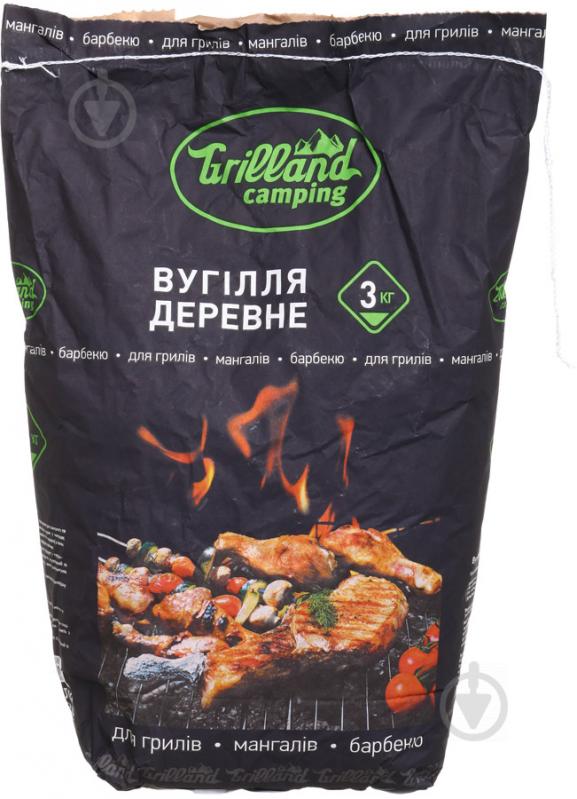 мангалів • барбекю • для грилів • мангалів • барбекю • для грилів • мангалів
Grilland
camping
ВУГІЛЛЯ
ДЕРЕВНЕ
3 КГ
мангалів • барбекю • для грилів • мангалів • барбекю • для грилів • мангалів
для грилів • мангалів • барбекю
Grilland